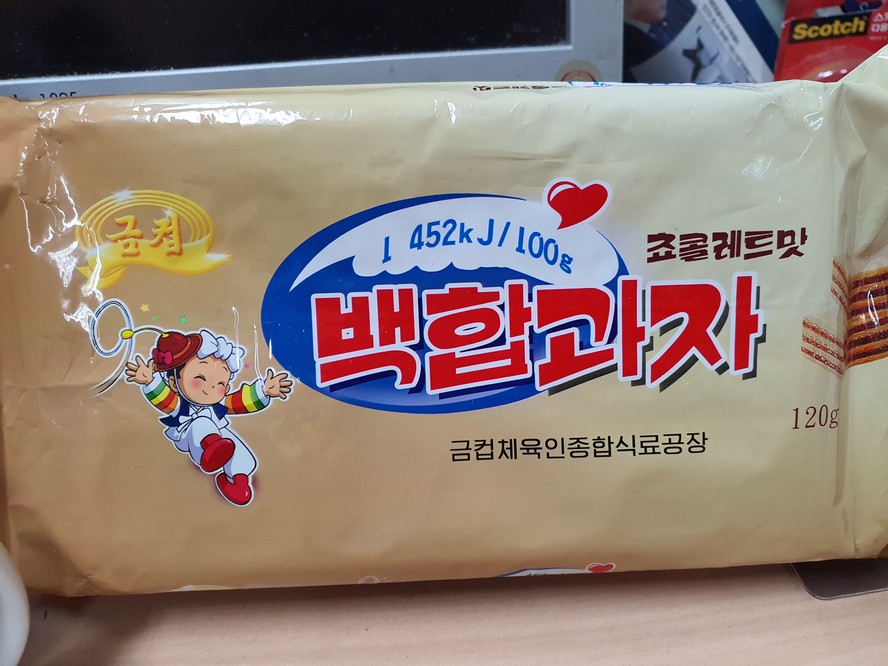 Scotch
금컵
1 452kJ/100g
쵸콜레트맛
백합과자
120g
금컵체육인종합식료공장